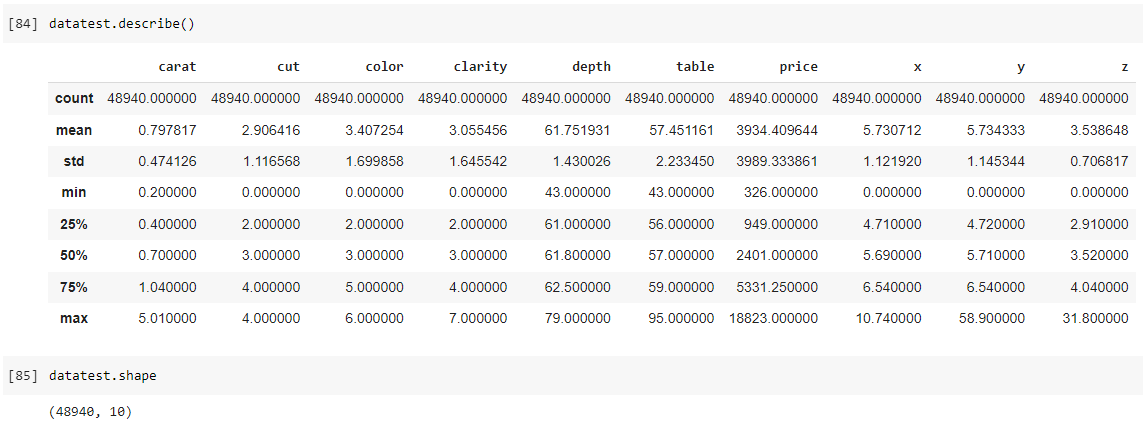 [84] datatest.describe()
carat cut color clarity depth table price x y z
count 48940.000000 48940.000000 48940.000000 48940.000000 48940.000000 48940.000000 48940.000000 48940.000000 48940.000000 48940.000000
mean 0.797817 2.906416 3.407254 3.055456 61.751931 57.451161 3934.409644 5.730712 5.734333 3.538648
std 0.474126 1.116568 1.699858 1.645542 1.430026 2.233450 3989.333861 1.121920 1.145344 0.706817
min 0.200000 0.000000 0.000000 0.000000 43.000000 43.000000 326.000000 0.000000 0.000000 0.000000
25% 0.400000 2.000000 2.000000 2.000000 61.000000 56.000000 949.000000 4.710000 4.720000 2.910000
50% 0.700000 3.000000 3.000000 3.000000 61.800000 57.000000 2401.000000 5.690000 5.710000 3.520000
75% 1.040000 4.000000 5.000000 4.000000 62.500000 59.000000 5331.250000 6.540000 6.540000 4.040000
max 5.010000 4.000000 6.000000 7.000000 79.000000 95.000000 18823.000000 10.740000 58.900000 31.800000
[85] datatest.shape
(48940, 10)